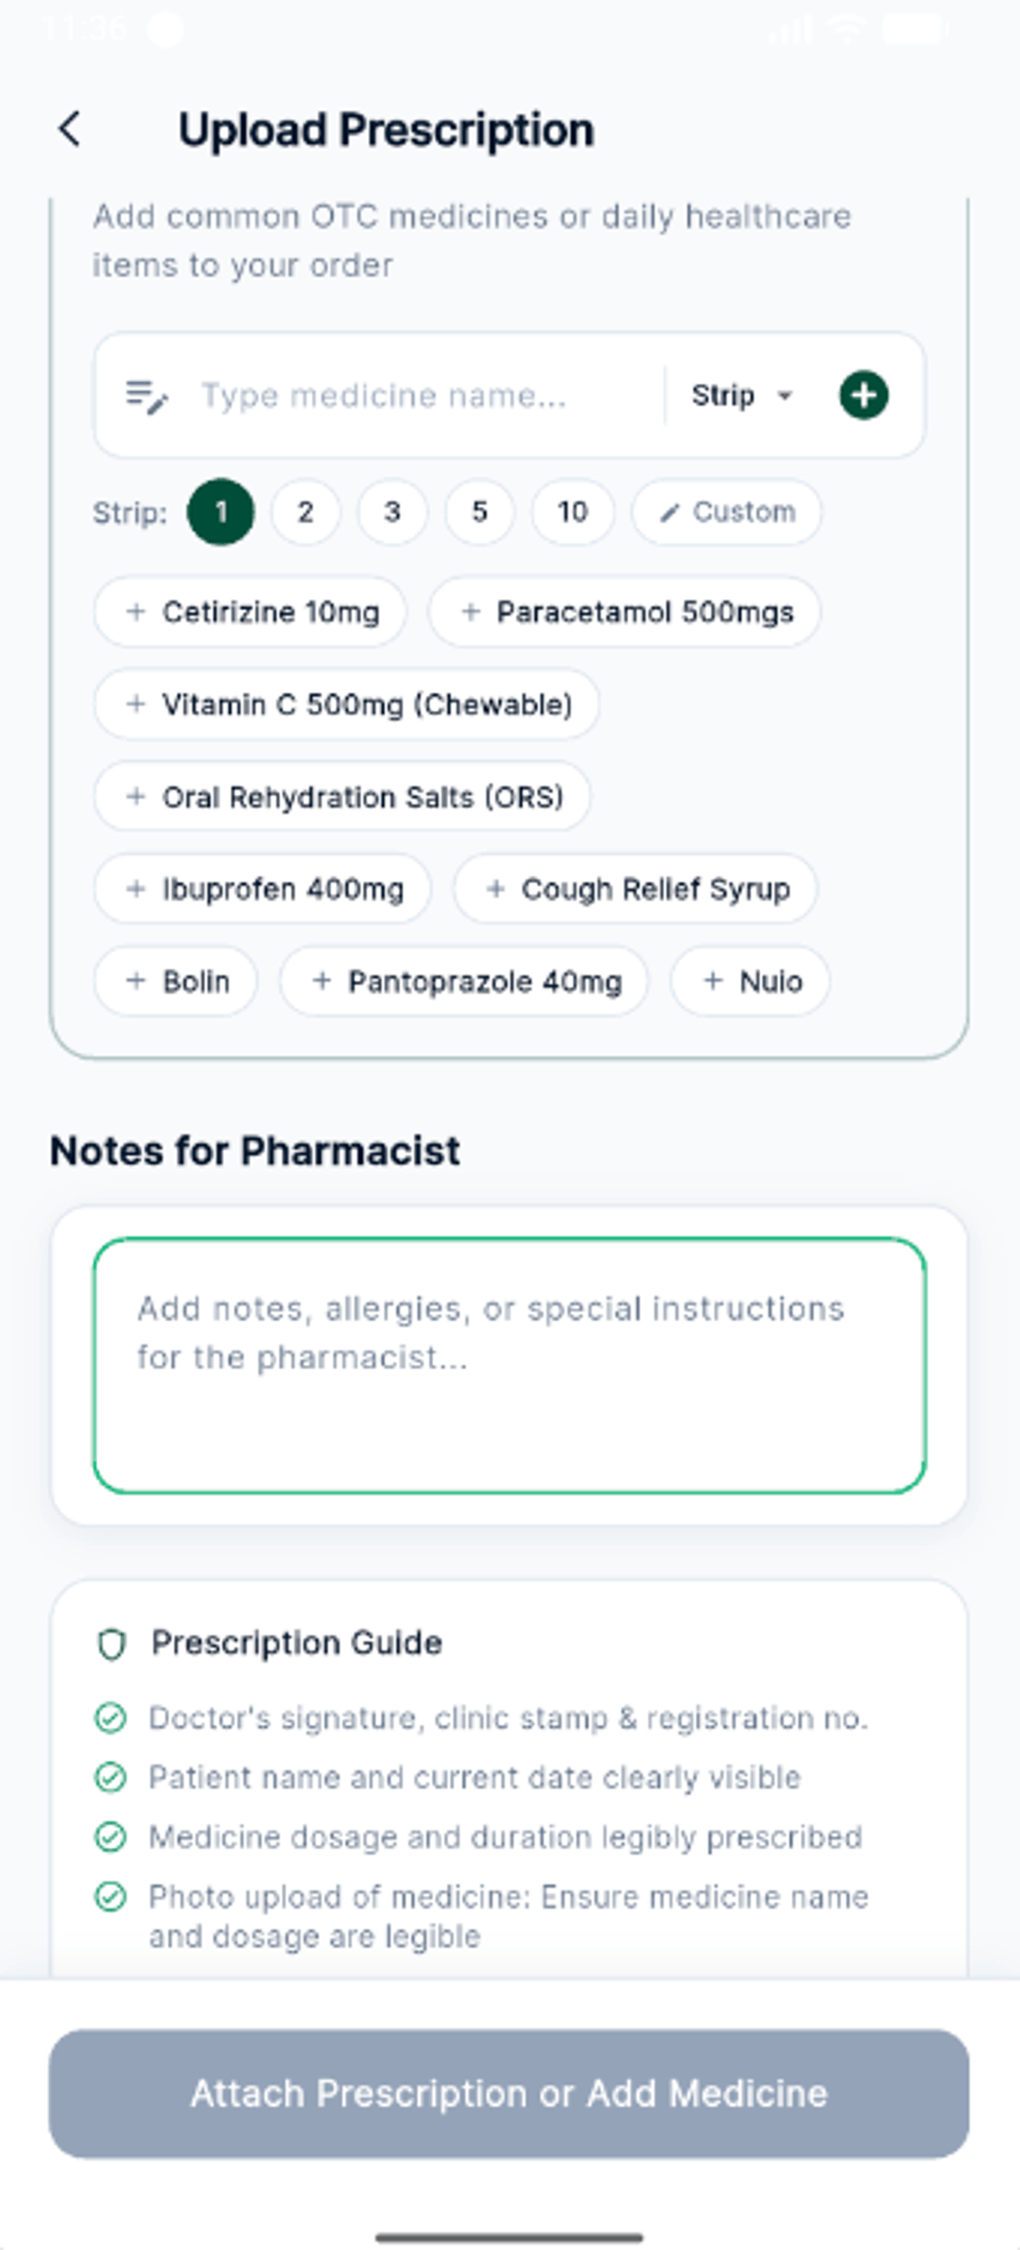 11:36
Upload Prescription
Add common OTC medicines or daily healthcare
items to your order
Type medicine name...
Strip
Strip: 1 2 3 5 10 Custom
+ Cetirizine 10mg + Paracetamol 500mgs
+ Vitamin C 500mg (Chewable)
+ Oral Rehydration Salts (ORS)
+ Ibuprofen 400mg + Cough Relief Syrup
+ Bolin + Pantoprazole 40mg + Nuio
Notes for Pharmacist
Add notes, allergies, or special instructions
for the pharmacist...
Prescription Guide
Doctor's signature, clinic stamp & registration no.
Patient name and current date clearly visible
Medicine dosage and duration legibly prescribed
Photo upload of medicine: Ensure medicine name
and dosage are legible
Attach Prescription or Add Medicine